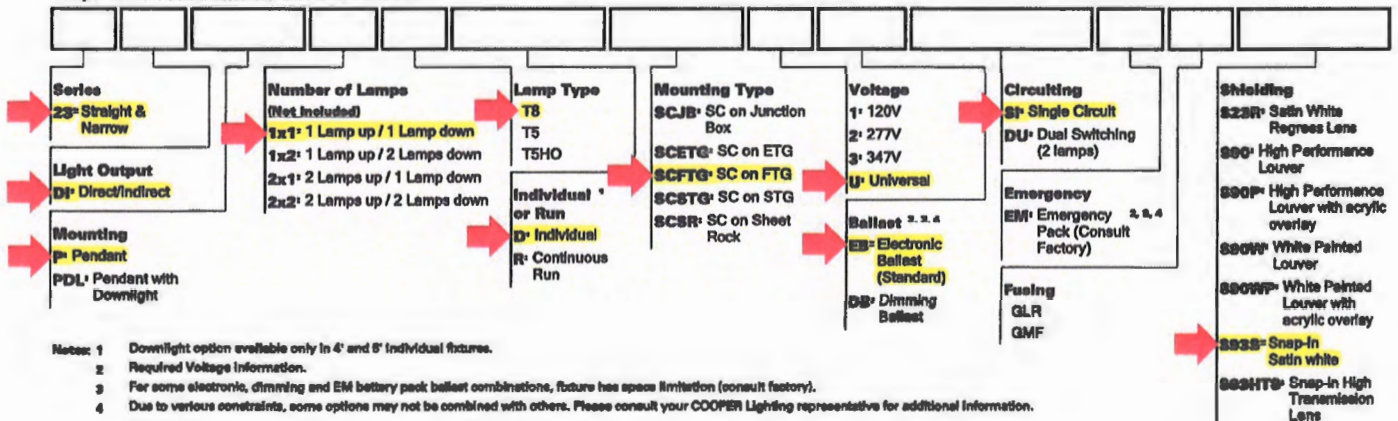 Series
23= Straight &
Narrow
Light Output
DI= Direct/Indirect
Mounting
P= Pendant
PDL= Pendant with
Downlight
Number of Lamps
(Not Included)
1x1= 1 Lamp up / 1 Lamp down
1x2= 1 Lamp up / 2 Lamps down
2x1= 2 Lamps up / 1 Lamp down
2x2= 2 Lamps up / 2 Lamps down
Lamp Type
T8
T5
T5HO
Individual 1
or Run
D= Individual
R= Continuous
Run
Mounting Type
SCJB= SC on Junction
Box
SCETG= SC on ETG
SCFTG= SC on FTG
SCSTG= SC on STG
SCSR= SC on Sheet
Rock
Voltage
1= 120V
2= 277V
3= 347V
U= Universal
Ballast 2, 3, 4
EB= Electronic
Ballast
(Standard)
DB= Dimming
Ballast
Circuiting
SI= Single Circuit
DU= Dual Switching
(2 lamps)
Emergency
EM= Emergency 2, 3, 4
Pack (Consult
Factory)
Fusing
GLR
GMF
Shielding
S23R= Satin White
Regress Lens
S90= High Performance
Louver
S90P= High Performance
Louver with acrylic
overlay
S90W= White Painted
Louver
S90WP= White Painted
Louver with
acrylic overlay
S93S= Snap-in
Satin white
S93HTS= Snap-in High
Transmission
Lens
Notes: 1 Downlight option available only in 4' and 8' individual fixtures.
2 Required Voltage information.
3 For some electronic, dimming and EM battery pack ballast combinations, fixture has space limitation (consult factory).
4 Due to various constraints, some options may not be combined with others. Please consult your COOPER Lighting representative for additional information.